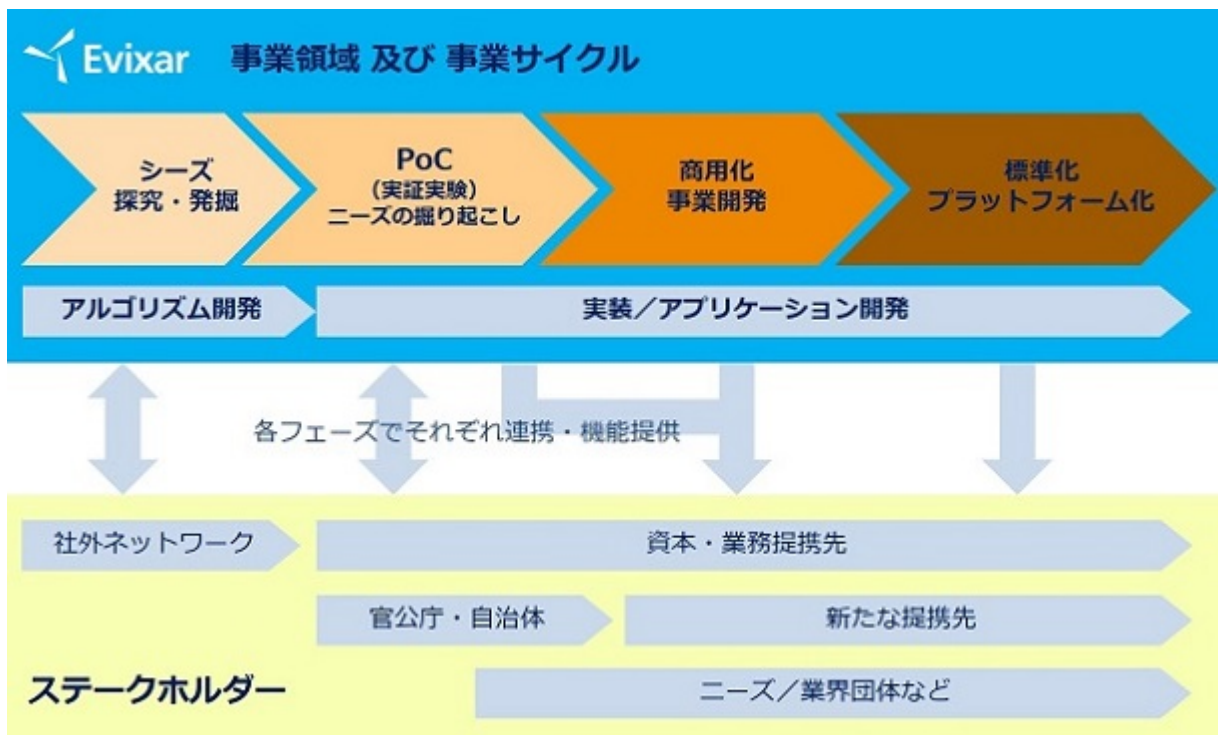 Evixar 事業領域 及び 事業サイクル
シーズ
探究・発掘
PoC
（実証実験）
ニーズの掘り起こし
商用化
事業開発
標準化
プラットフォーム化
アルゴリズム開発
実装／アプリケーション開発
各フェーズでそれぞれ連携・機能提供
社外ネットワーク
資本・業務提携先
官公庁・自治体
新たな提携先
ステークホルダー
ニーズ／業界団体など